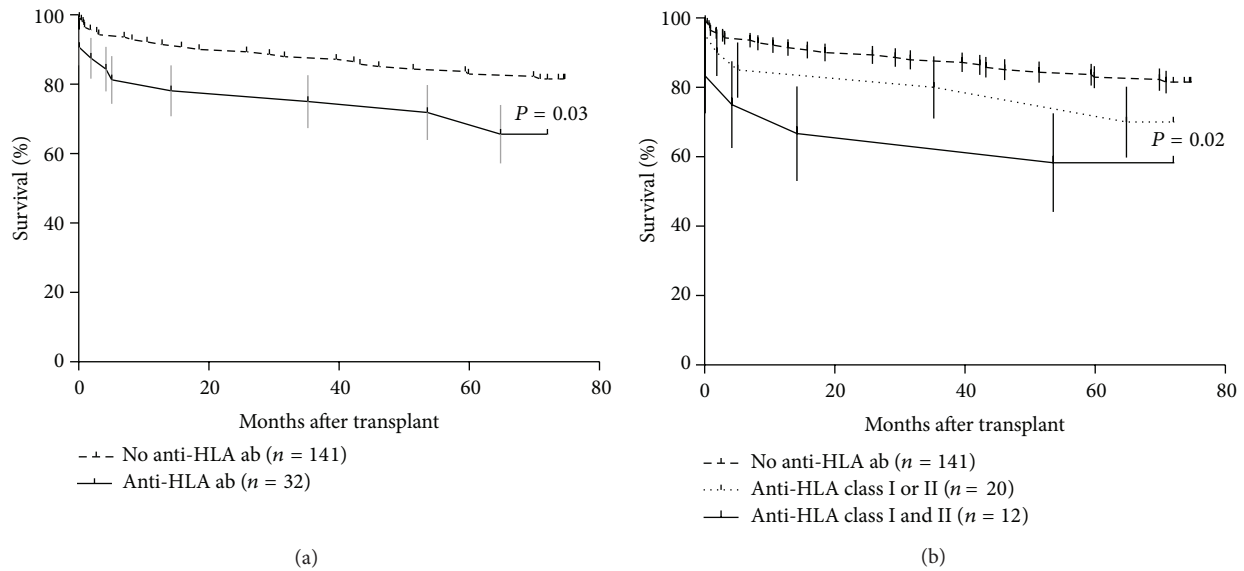 100
80
60
40
20
0
Survival (%)
P = 0.03
0 20 40 60 80
Months after transplant
No anti-HLA ab (n = 141)
Anti-HLA ab (n = 32)
(a)
100
80
60
40
20
0
Survival (%)
P = 0.02
0 20 40 60 80
Months after transplant
No anti-HLA ab (n = 141)
Anti-HLA class I or II (n = 20)
Anti-HLA class I and II (n = 12)
(b)